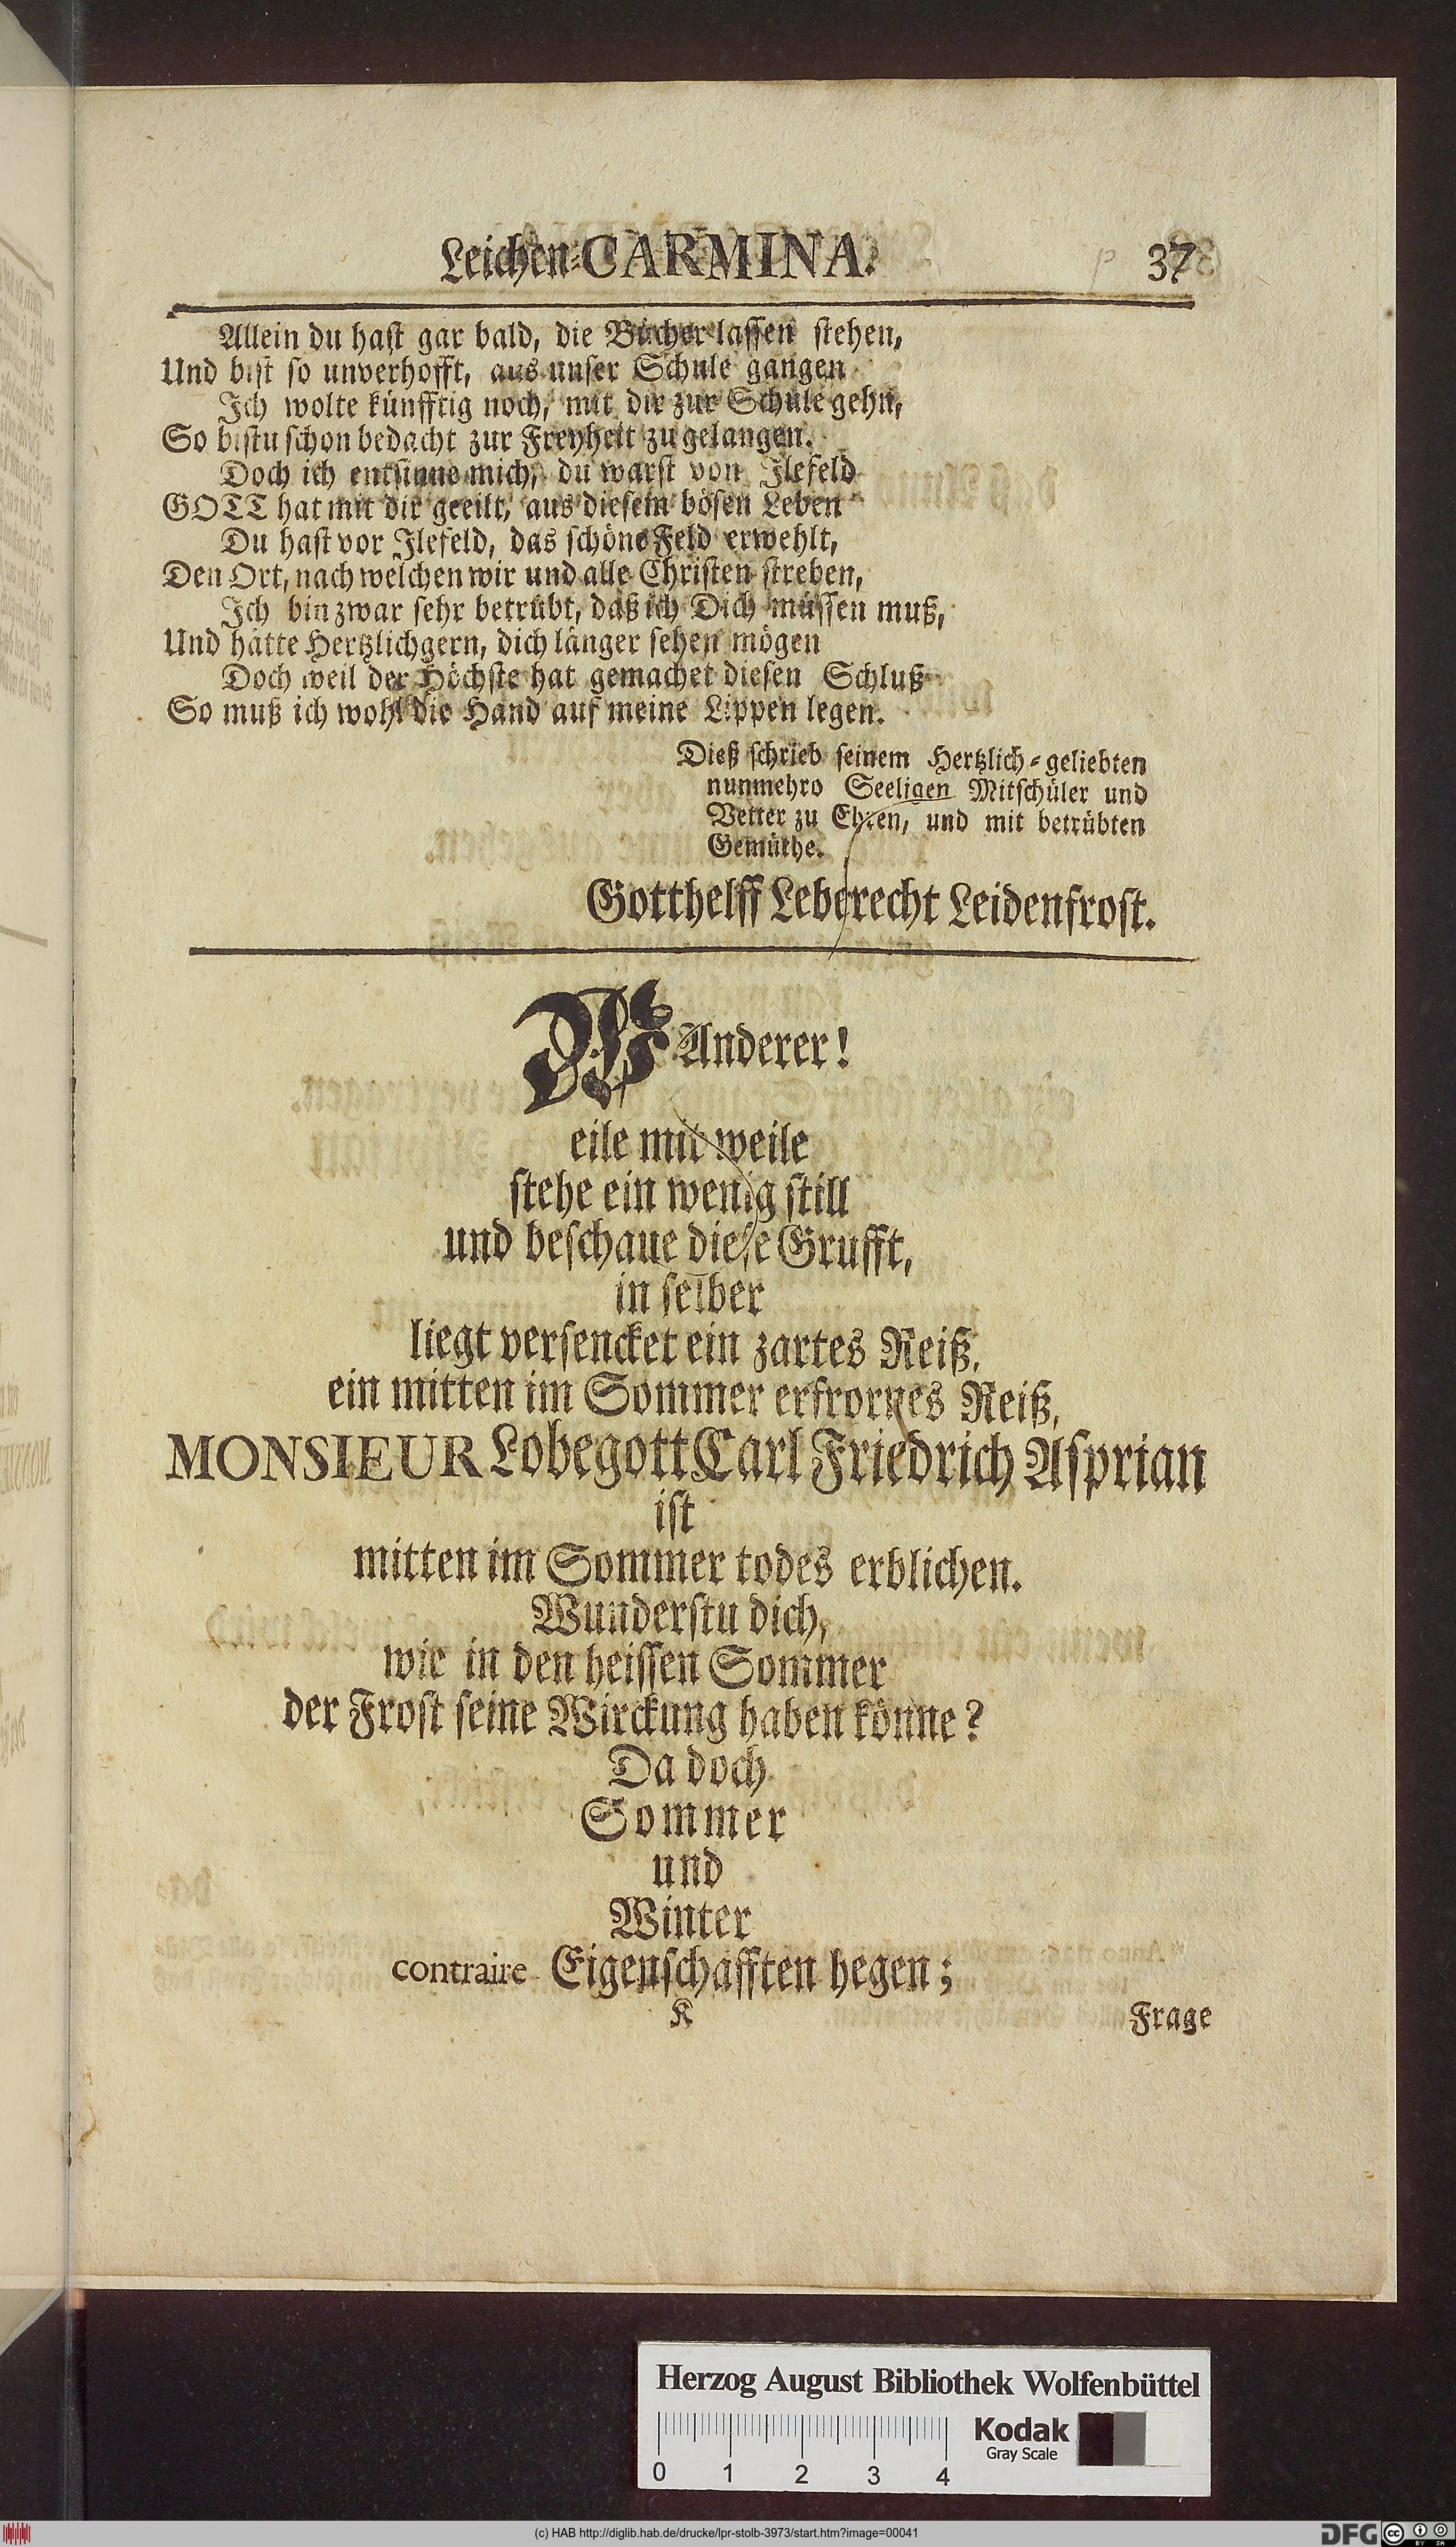 Leichen-CARMINA. 37
Allein du hast gar bald, die Bücher lassen stehen,
Und bist so unverhofft, aus unser Schule gangen
Ich wolte künfftig noch, mit dir zur Schule gehn,
So bistu schon bedacht zur Freyheit zu gelangen.
Doch ich entsinne mich, du warst von Ilefeld
GOTT hat mit dir geeilt, aus diesem bösen Leben
Du hast vor Ilefeld, das schöne Feld erwehlt,
Den Ort, nach welchen wir und alle Christen streben,
Ich bin zwar sehr betrübt, daß ich Dich müssen muß,
Und hätte Hertzlich gern, dich länger sehen mögen
Doch weil der Höchste hat gemachet diesen Schluß
So muß ich wohl die Hand auf meine Lippen legen.
Dieß schrieb seinem Hertzlich-geliebten
nunmehro Seeligen Mitschüler und
Vetter zu Ehren, und mit betrübten
Gemüthe.
Gotthelff Leberecht Leidenfrost.
WAnderer!
eile mit weile
stehe ein wenig still
und beschaue diese Grufft,
in selber
liegt versencket ein zartes Reiß,
ein mitten im Sommer erfrornes Reiß,
MONSIEUR Lobegott Carl Friedrich Asprian
ist
mitten im Sommer todes erblichen.
Wunderstu dich,
wie in den heissen Sommer
der Frost seine Wirckung haben könne?
Da doch
Sommer
und
Winter
contraire Eigenschafften hegen;
K Frage
Herzog August Bibliothek Wolfenbüttel
Kodak
Gray Scale
0 1 2 3 4
(c) HAB http://diglib.hab.de/drucke/lpr-stolb-3973/start.htm?image=00041
DFG cc BY SA